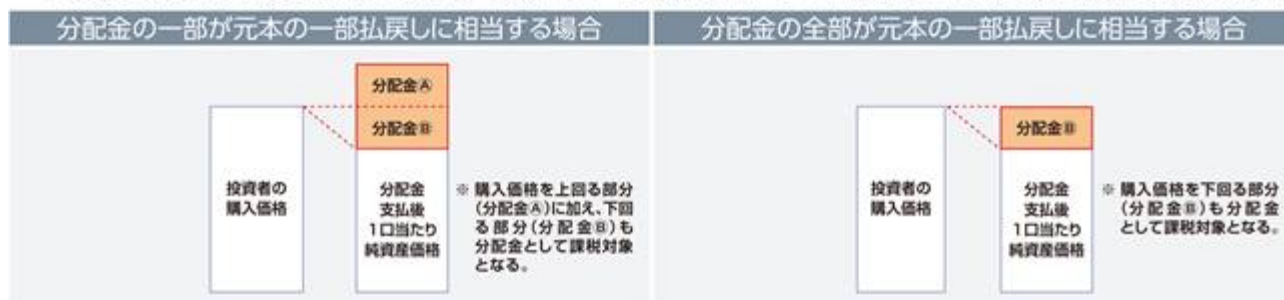 分配金の一部が元本の一部払戻しに相当する場合
分配金Ⓐ
分配金Ⓑ
投資者の
購入価格
分配金
支払後
1口当たり
純資産価格
※ 購入価格を上回る部分
(分配金Ⓐ)に加え、下回
る部分(分配金Ⓑ)も
分配金として課税対象
となる。
分配金の全部が元本の一部払戻しに相当する場合
分配金Ⓑ
投資者の
購入価格
分配金
支払後
1口当たり
純資産価格
※ 購入価格を下回る部分
(分配金Ⓑ)も分配金
として課税対象となる。